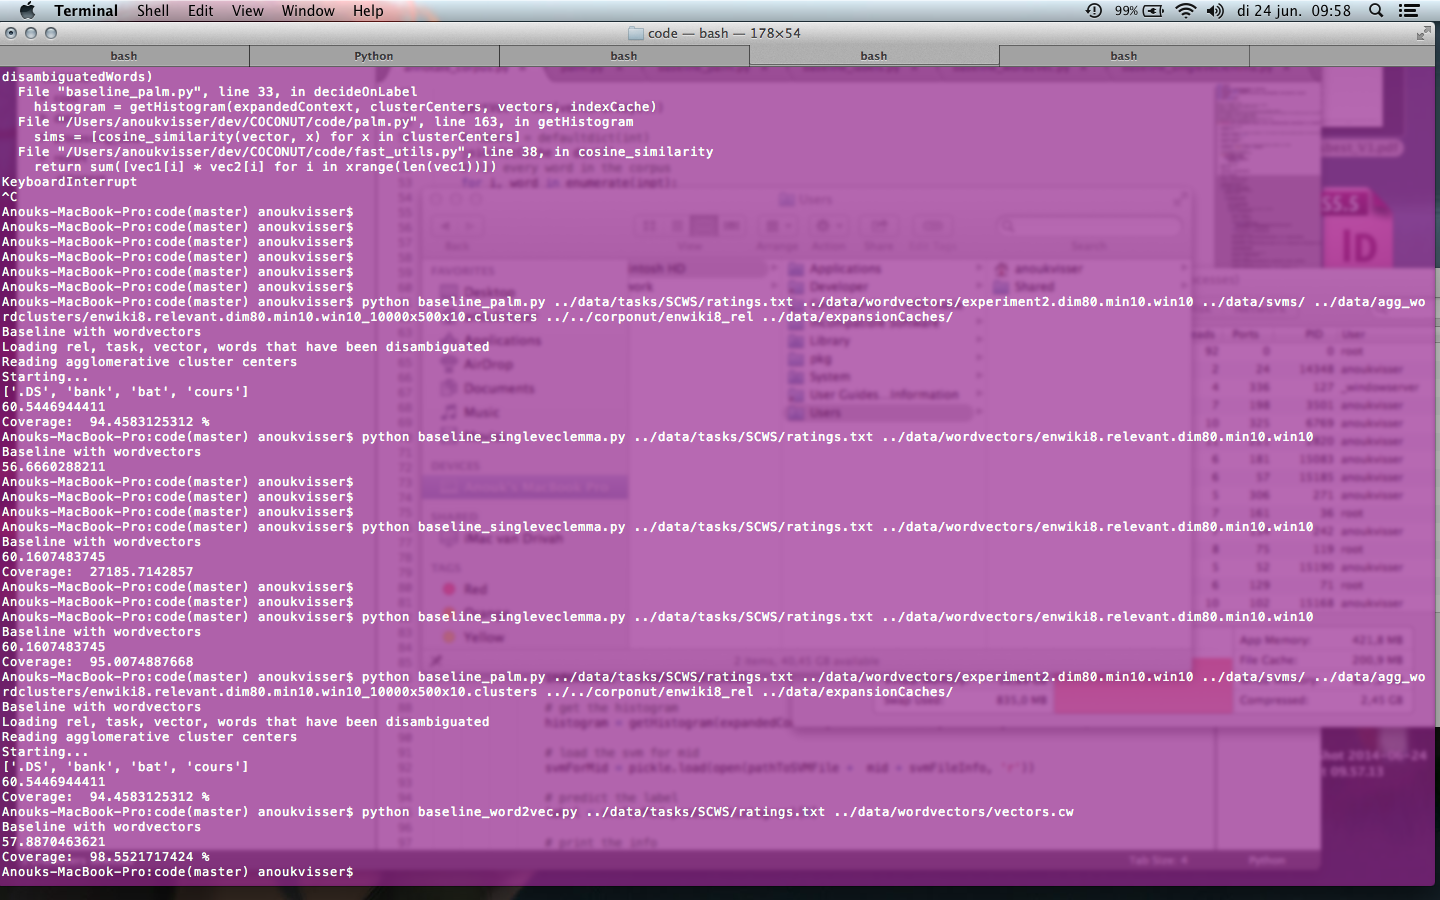 Terminal Shell Edit View Window Help 99% di 24 jun. 09:58
code — bash — 178×54
bash Python bash bash bash
disambiguatedWords)
File "baseline_palm.py", line 33, in decideOnLabel
histogram = getHistogram(expandedContext, clusterCenters, vectors, indexCache)
File "/Users/anoukvisser/dev/COCONUT/code/palm.py", line 163, in getHistogram
sims = [cosine_similarity(vector, x) for x in clusterCenters]
File "/Users/anoukvisser/dev/COCONUT/code/fast_utils.py", line 38, in cosine_similarity
return sum([vec1[i] * vec2[i] for i in xrange(len(vec1))])
KeyboardInterrupt
^C
Anouks-MacBook-Pro:code(master) anoukvisser$
Anouks-MacBook-Pro:code(master) anoukvisser$
Anouks-MacBook-Pro:code(master) anoukvisser$
Anouks-MacBook-Pro:code(master) anoukvisser$
Anouks-MacBook-Pro:code(master) anoukvisser$
Anouks-MacBook-Pro:code(master) anoukvisser$
Anouks-MacBook-Pro:code(master) anoukvisser$ python baseline_palm.py ../data/tasks/SCWS/ratings.txt ../data/wordvectors/experiment2.dim80.min10.win10 ../data/svms/ ../data/agg_wo
rdclusters/enwiki8.relevant.dim80.min10.win10_10000x500x10.clusters ../../corponut/enwiki8_rel ../data/expansionCaches/
Baseline with wordvectors
Loading rel, task, vector, words that have been disambiguated
Reading agglomerative cluster centers
Starting...
['.DS', 'bank', 'bat', 'cours']
60.5446944411
Coverage:  94.4583125312 %
Anouks-MacBook-Pro:code(master) anoukvisser$ python baseline_singleveclemma.py ../data/tasks/SCWS/ratings.txt ../data/wordvectors/enwiki8.relevant.dim80.min10.win10
Baseline with wordvectors
56.6660288211
Anouks-MacBook-Pro:code(master) anoukvisser$
Anouks-MacBook-Pro:code(master) anoukvisser$
Anouks-MacBook-Pro:code(master) anoukvisser$
Anouks-MacBook-Pro:code(master) anoukvisser$ python baseline_singleveclemma.py ../data/tasks/SCWS/ratings.txt ../data/wordvectors/enwiki8.relevant.dim80.min10.win10
Baseline with wordvectors
60.1607483745
Coverage:  27185.7142857
Anouks-MacBook-Pro:code(master) anoukvisser$
Anouks-MacBook-Pro:code(master) anoukvisser$
Anouks-MacBook-Pro:code(master) anoukvisser$ python baseline_singleveclemma.py ../data/tasks/SCWS/ratings.txt ../data/wordvectors/enwiki8.relevant.dim80.min10.win10
Baseline with wordvectors
60.1607483745
Coverage:  95.0074887668
Anouks-MacBook-Pro:code(master) anoukvisser$ python baseline_palm.py ../data/tasks/SCWS/ratings.txt ../data/wordvectors/experiment2.dim80.min10.win10 ../data/svms/ ../data/agg_wo
rdclusters/enwiki8.relevant.dim80.min10.win10_10000x500x10.clusters ../../corponut/enwiki8_rel ../data/expansionCaches/
Baseline with wordvectors
Loading rel, task, vector, words that have been disambiguated
Reading agglomerative cluster centers
Starting...
['.DS', 'bank', 'bat', 'cours']
60.5446944411
Coverage:  94.4583125312 %
Anouks-MacBook-Pro:code(master) anoukvisser$ python baseline_word2vec.py ../data/tasks/SCWS/ratings.txt ../data/wordvectors/vectors.cw
Baseline with wordvectors
57.8870463621
Coverage:  98.5521717424 %
Anouks-MacBook-Pro:code(master) anoukvisser$